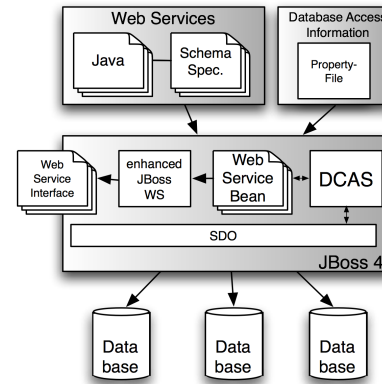 Web Services
Java
Schema
Spec.
Database Access
Information
Property-
File
Web
Service
Interface
enhanced
JBoss
WS
Web
Service
Bean
DCAS
SDO
JBoss 4
Data
base
Data
base
Data
base